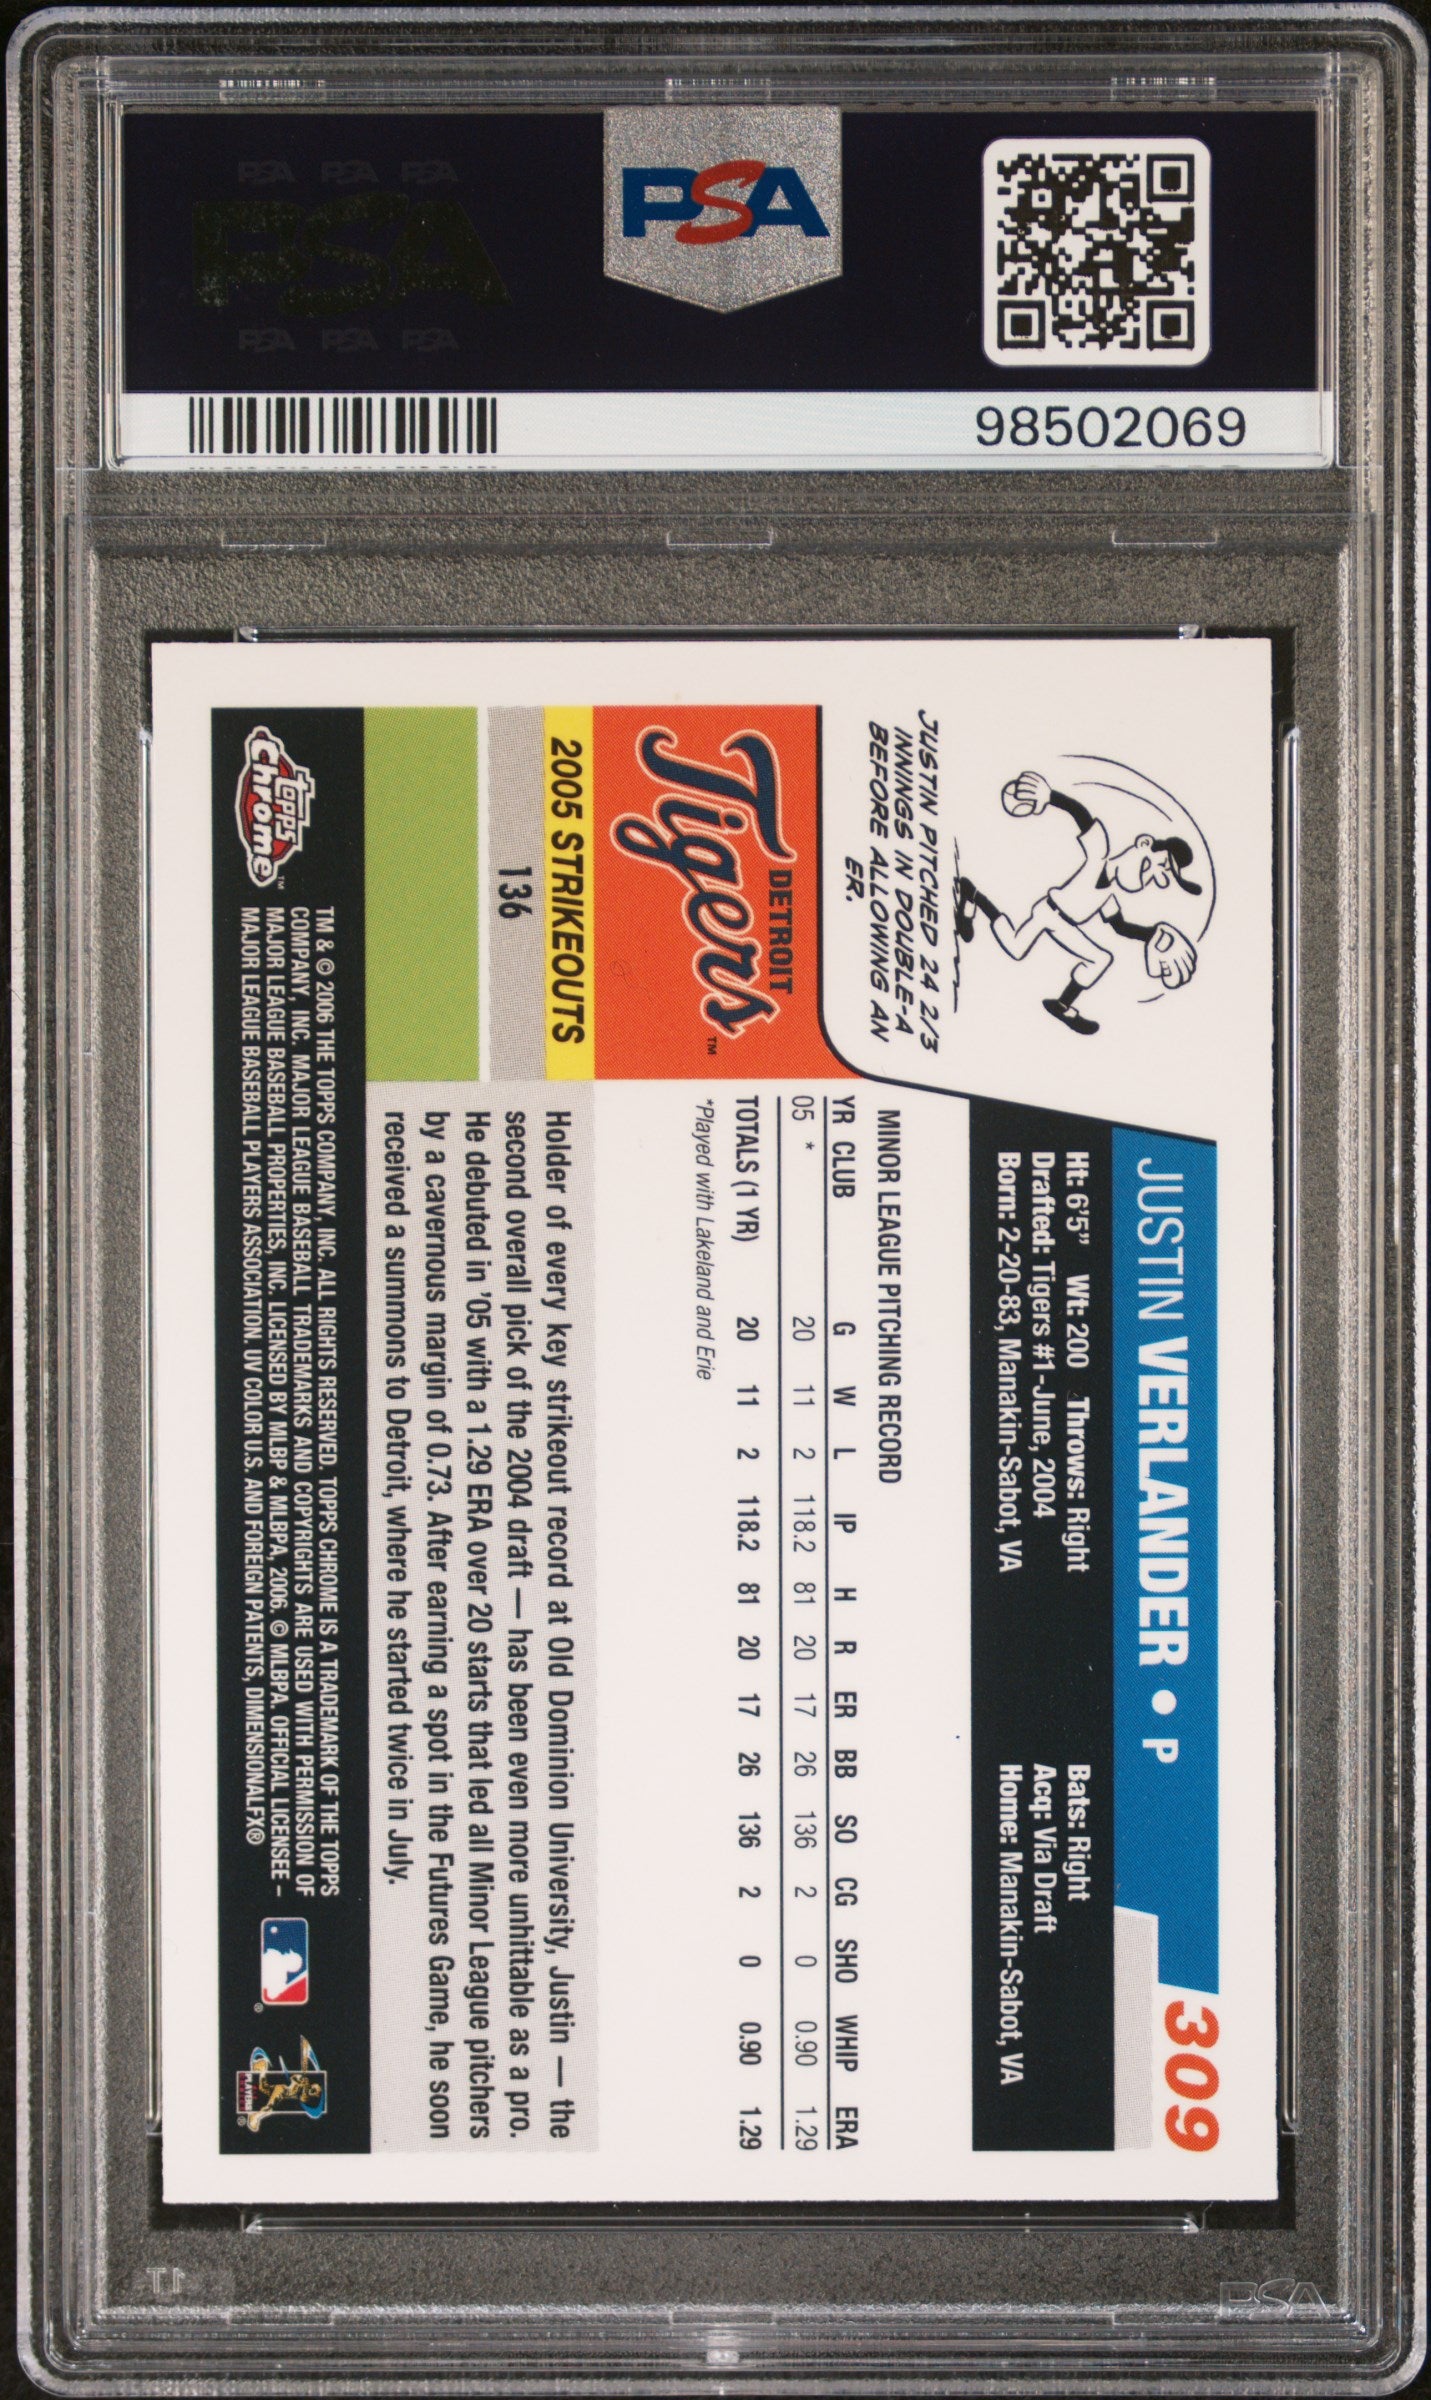 PSA PSA PSA
PSA
PSA PSA PSA
PSA
98502069
JUSTIN VERLANDER • P
309
Ht: 6'5" Wt: 200 Throws: Right Bats: Right
Drafted: Tigers #1-June, 2004 Acq: Via Draft
Born: 2-20-83, Manakin-Sabot, VA Home: Manakin-Sabot, VA
JUSTIN PITCHED 24 2/3
INNINGS IN DOUBLE-A
BEFORE ALLOWING AN
ER.
MINOR LEAGUE PITCHING RECORD
YR CLUB G W L IP H R ER BB SO CG SHO WHIP ERA
05 * 20 11 2 118.2 81 20 17 26 136 2 0 0.90 1.29
TOTALS (1 YR) 20 11 2 118.2 81 20 17 26 136 2 0 0.90 1.29
*Played with Lakeland and Erie
DETROIT
Tigers™
2005 STRIKEOUTS
136
Holder of every key strikeout record at Old Dominion University, Justin — the
second overall pick of the 2004 draft — has been even more unhittable as a pro.
He debuted in '05 with a 1.29 ERA over 20 starts that led all Minor League pitchers
by a cavernous margin of 0.73. After earning a spot in the Futures Game, he soon
received a summons to Detroit, where he started twice in July.
Topps
Chrome™
TM & © 2006 THE TOPPS COMPANY, INC. ALL RIGHTS RESERVED. TOPPS CHROME IS A TRADEMARK OF THE TOPPS
COMPANY, INC. MAJOR LEAGUE BASEBALL TRADEMARKS AND COPYRIGHTS ARE USED WITH PERMISSION OF
MAJOR LEAGUE BASEBALL PROPERTIES, INC. LICENSED BY MLBP & MLBPA, 2006. © MLBPA. OFFICIAL LICENSEE –
MAJOR LEAGUE BASEBALL PLAYERS ASSOCIATION. UV COLOR U.S. AND FOREIGN PATENTS, DIMENSIONALFX®
PSA